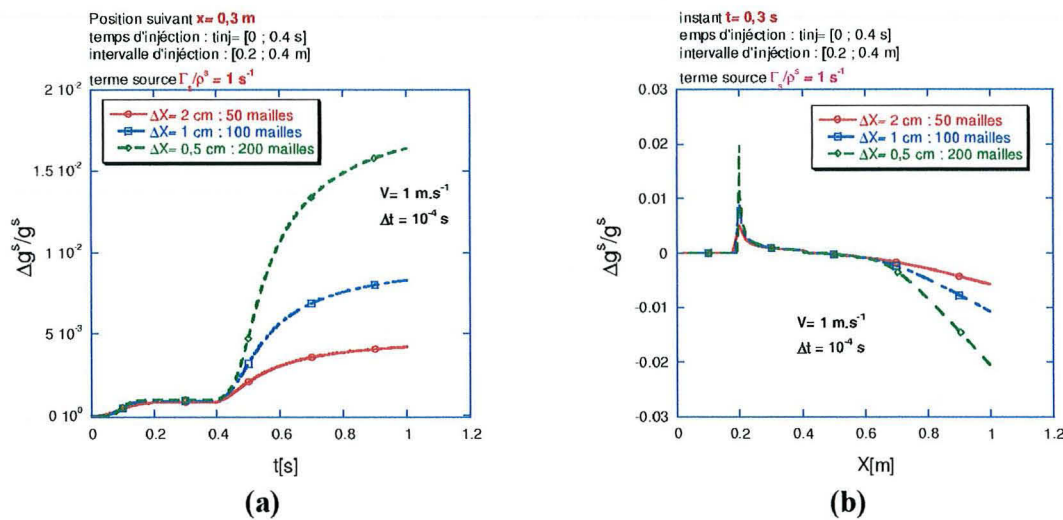 Position suivant x= 0,3 m
temps d'injéction : tinj= [0 ; 0.4 s]
intervalle d'injéction : [0.2 ; 0.4 m]
terme source Γs/ρs = 1 s-1
2 10-2
1.5 10-2
1 10-2
5 10-3
0 100
Δgs/gs
ΔX= 2 cm : 50 mailles
ΔX= 1 cm : 100 mailles
ΔX= 0,5 cm : 200 mailles
V= 1 m.s-1
Δt = 10-4 s
0 0.2 0.4 0.6 0.8 1 1.2
t[s]
(a)
instant t= 0,3 s
emps d'injéction : tinj= [0 ; 0.4 s]
intervalle d'injéction : [0.2 ; 0.4 m]
terme source Γs/ρs = 1 s-1
0.03
0.02
0.01
0
-0.01
-0.02
-0.03
Δgs/gs
ΔX= 2 cm : 50 mailles
ΔX= 1 cm : 100 mailles
ΔX= 0,5 cm : 200 mailles
V= 1 m.s-1
Δt = 10-4 s
0 0.2 0.4 0.6 0.8 1 1.2
X[m]
(b)